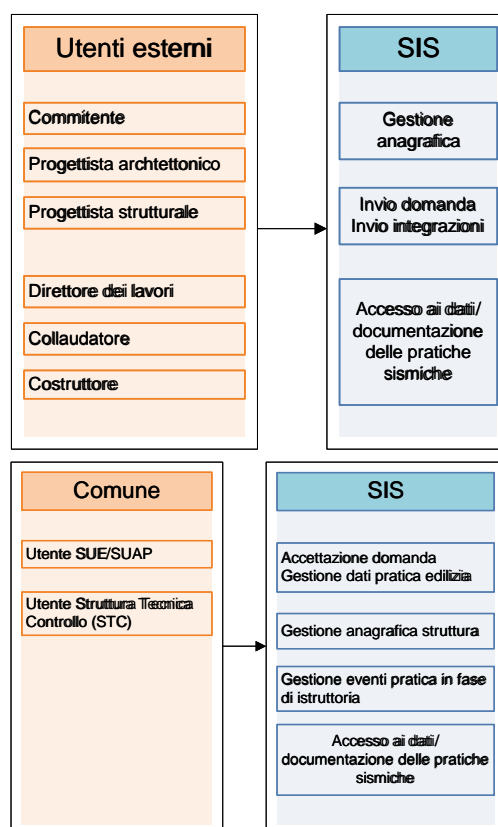 Utenti esterni
Commitente
Progettista archtettonico
Progettista strutturale
Direttore dei lavori
Collaudatore
Costruttore
SIS
Gestione
anagrafica
Invio domanda
Invio integrazioni
Accesso ai dati/
documentazione
delle pratiche
sismiche
Comune
Utente SUE/SUAP
Utente Struttura Tecnica
Controllo (STC)
SIS
Accettazione domanda
Gestione dati pratica edilizia
Gestione anagrafica struttura
Gestione eventi pratica in fase
di istruttoria
Accesso ai dati/
documentazione delle pratiche
sismiche